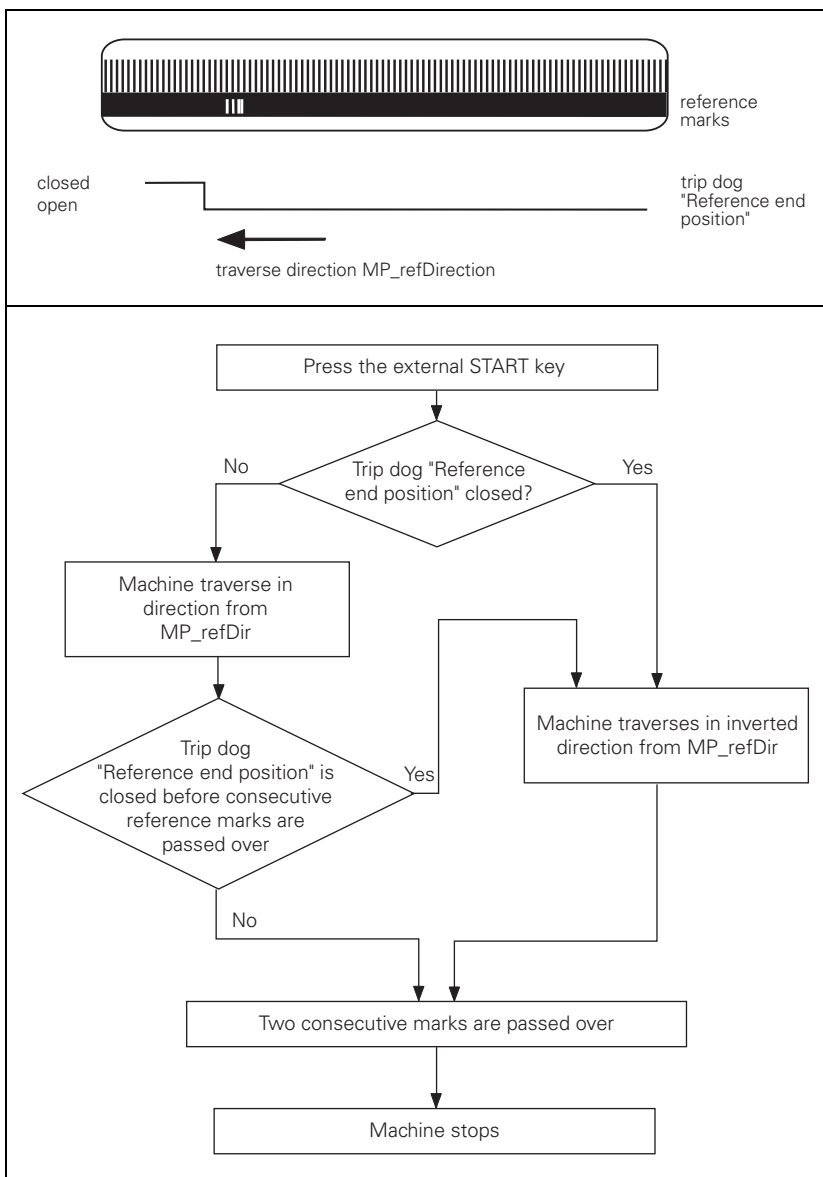 reference
marks
closed
open
trip dog
"Reference end
position"
traverse direction MP_refDirection
Press the external START key
No
Trip dog "Reference
end position" closed?
Yes
Machine traverse in
direction from
MP_refDir
Machine traverses in inverted
direction from MP_refDir
Trip dog
"Reference end position" is
closed before consecutive
reference marks are
passed over
Yes
No
Two consecutive marks are passed over
Machine stops